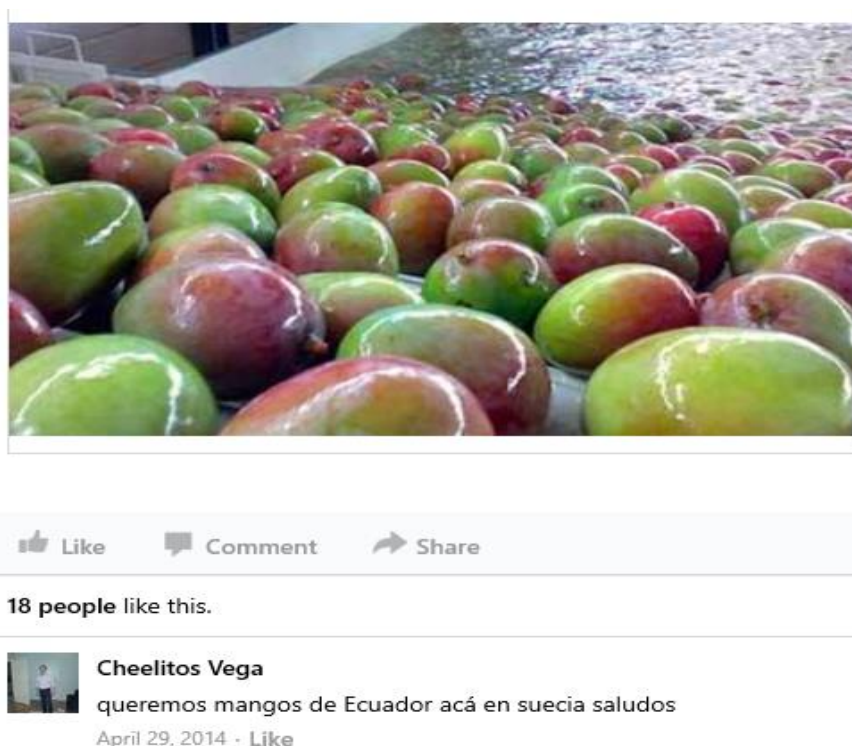 Like Comment Share
18 people like this.
Cheelitos Vega
queremos mangos de Ecuador acá en suecia saludos
April 29, 2014 · Like